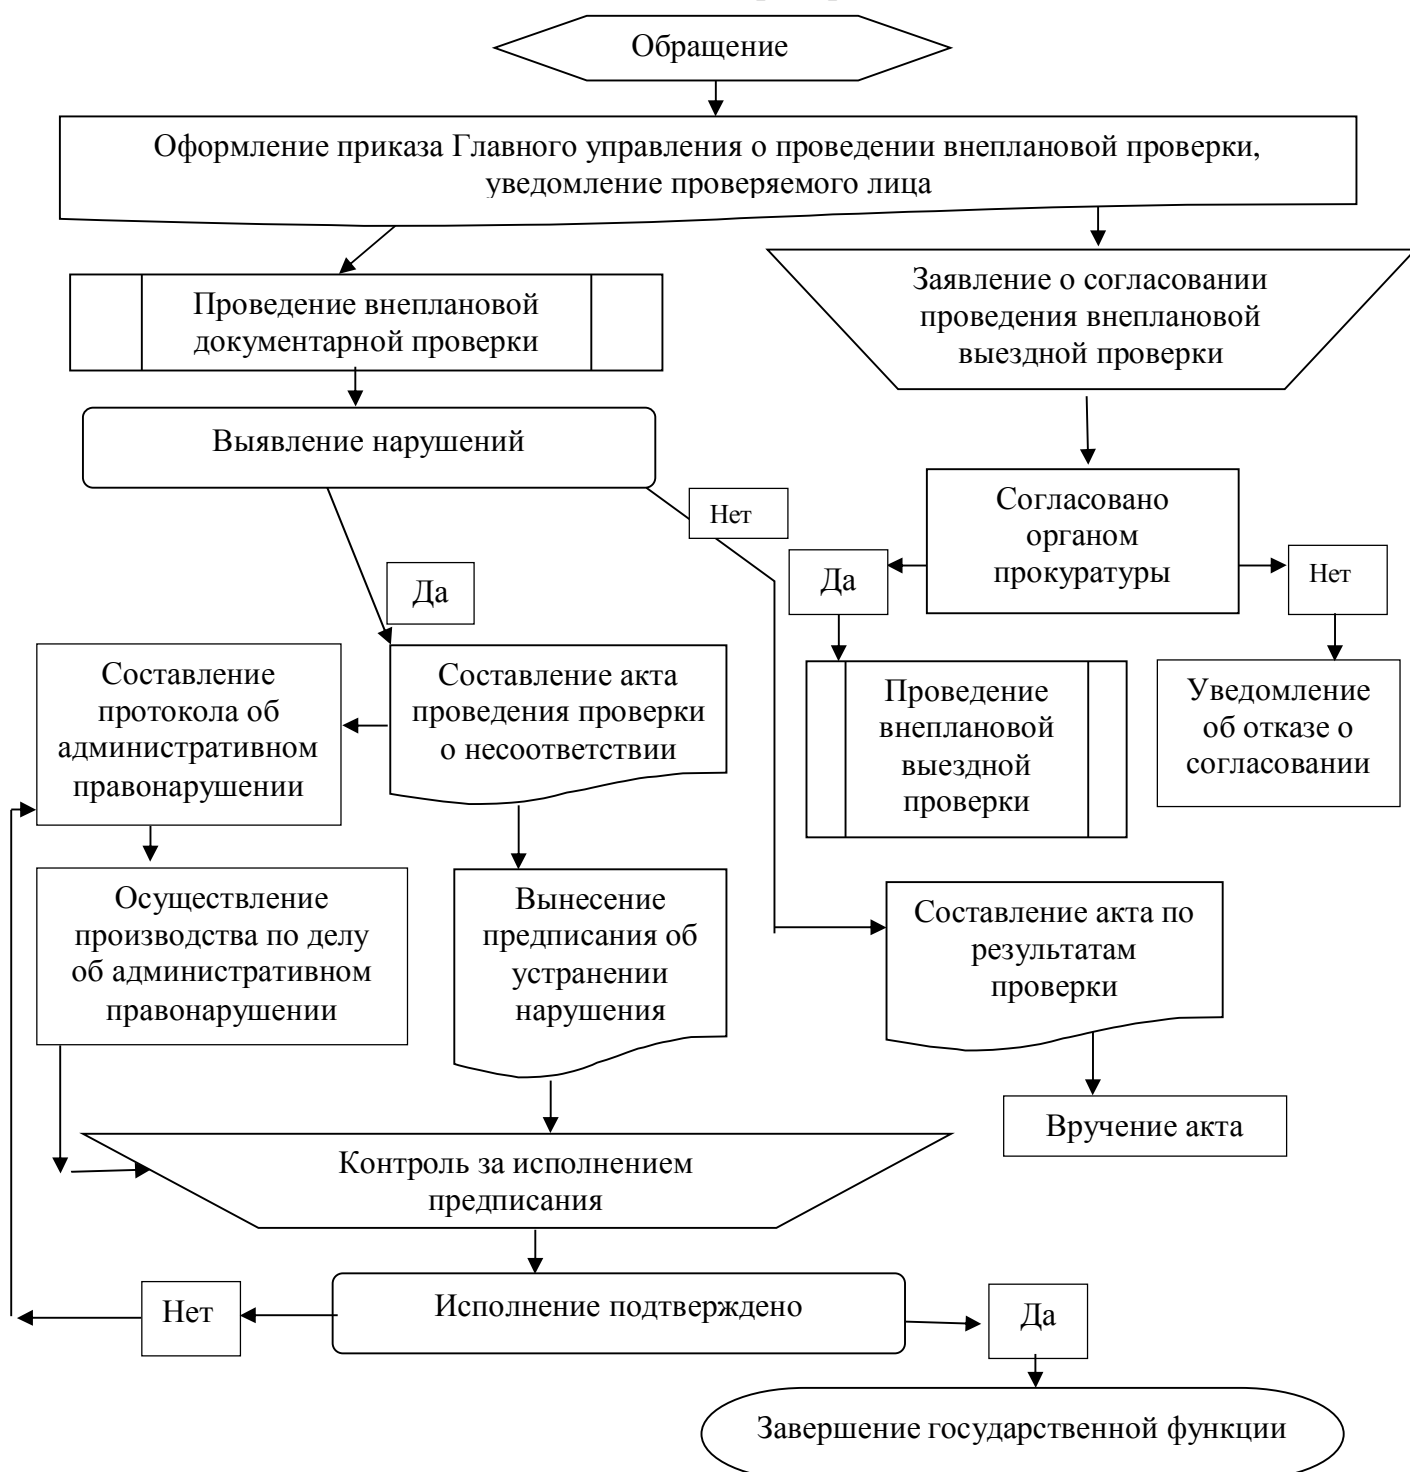 Обращение
Оформление приказа Главного управления о проведении внеплановой проверки,
уведомление проверяемого лица
Проведение внеплановой
документарной проверки
Заявление о согласовании
проведения внеплановой
выездной проверки
Выявление нарушений
Нет
Согласовано
органом
прокуратуры
Да
Нет
Да
Составление
протокола об
административном
правонарушении
Составление акта
проведения проверки
о несоответствии
Проведение
внеплановой
выездной
проверки
Уведомление
об отказе о
согласовании
Осуществление
производства по делу
об административном
правонарушении
Вынесение
предписания об
устранении
нарушения
Составление акта по
результатам
проверки
Вручение акта
Контроль за исполнением
предписания
Нет
Исполнение подтверждено
Да
Завершение государственной функции